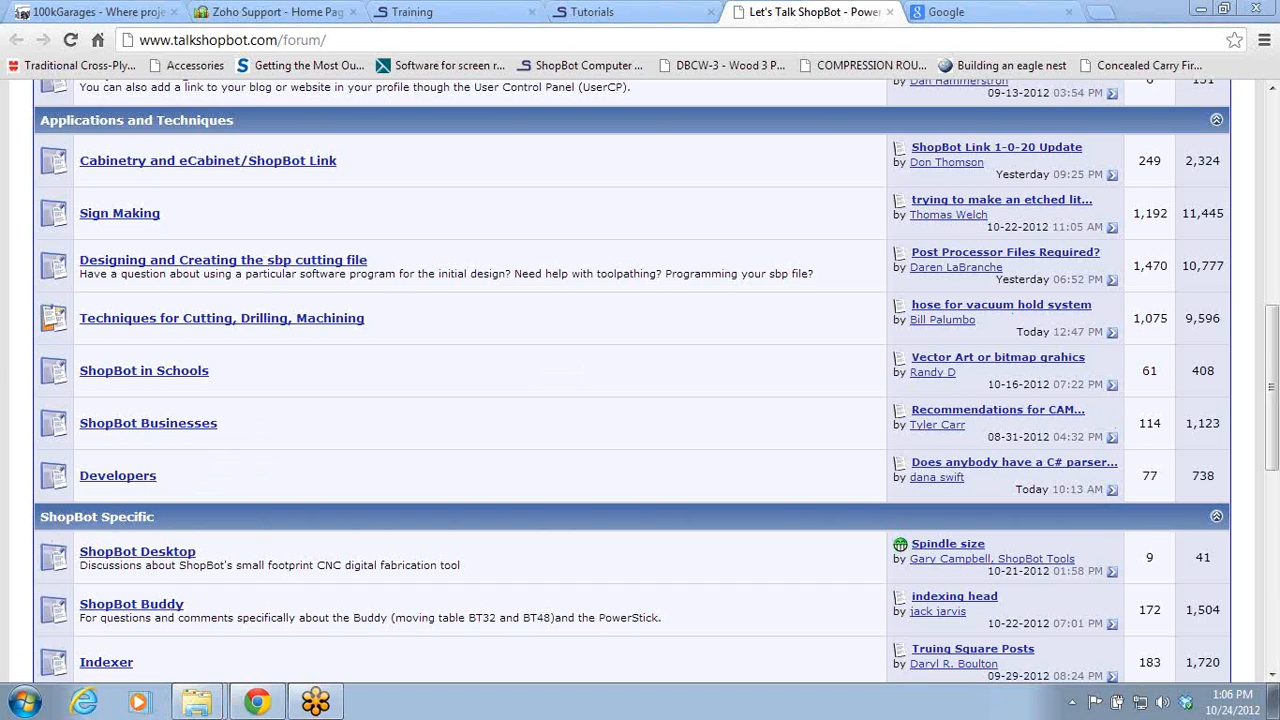 100kGarages - Where proje
Zoho Support - Home Pag
Training
Tutorials
Let's Talk ShopBot - Power
Google
www.talkshopbot.com/forum/
Traditional Cross-Ply...
Accessories
Getting the Most Ou...
Software for screen r...
ShopBot Computer ...
DBCW-3 - Wood 3 P...
COMPRESSION ROU...
Building an eagle nest
Concealed Carry Fir...
You can also add a link to your blog or website in your profile though the User Control Panel (UserCP).
Dan Hammerstrom
09-13-2012 03:54 PM
Applications and Techniques
Cabinetry and eCabinet/ShopBot Link
ShopBot Link 1-0-20 Update
by Don Thomson
Yesterday 09:25 PM
249
2,324
Sign Making
trying to make an etched lit...
by Thomas Welch
10-22-2012 11:05 AM
1,192
11,445
Designing and Creating the sbp cutting file
Have a question about using a particular software program for the initial design? Need help with toolpathing? Programming your sbp file?
Post Processor Files Required?
by Daren LaBranche
Yesterday 06:52 PM
1,470
10,777
Techniques for Cutting, Drilling, Machining
hose for vacuum hold system
by Bill Palumbo
Today 12:47 PM
1,075
9,596
ShopBot in Schools
Vector Art or bitmap grahics
by Randy D
10-16-2012 07:22 PM
61
408
ShopBot Businesses
Recommendations for CAM...
by Tyler Carr
08-31-2012 04:32 PM
114
1,123
Developers
Does anybody have a C# parser...
by dana swift
Today 10:13 AM
77
738
ShopBot Specific
ShopBot Desktop
Discussions about ShopBot's small footprint CNC digital fabrication tool
Spindle size
by Gary Campbell, ShopBot Tools
10-21-2012 01:58 PM
9
41
ShopBot Buddy
For questions and comments specifically about the Buddy (moving table BT32 and BT48)and the PowerStick.
indexing head
by jack jarvis
10-22-2012 07:01 PM
172
1,504
Indexer
Truing Square Posts
by Daryl R. Boulton
09-29-2012 08:24 PM
183
1,720
1:06 PM
10/24/2012